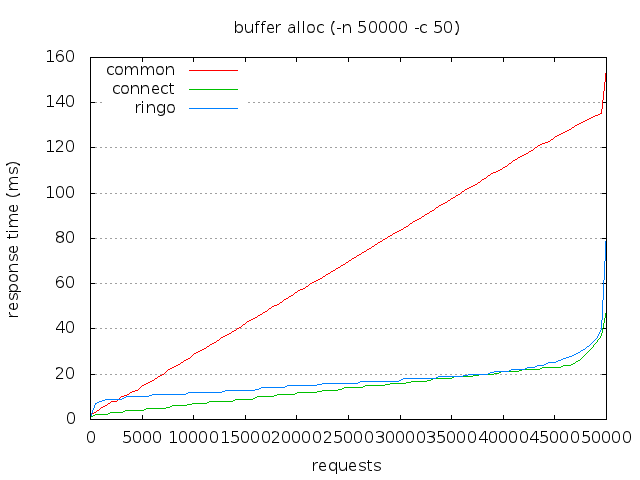 buffer alloc (-n 50000 -c 50)
160
140
120
100
80
60
40
20
0
common
connect
ringo
response time (ms)
0 5000 10000 15000 20000 25000 30000 35000 40000 45000 50000
requests